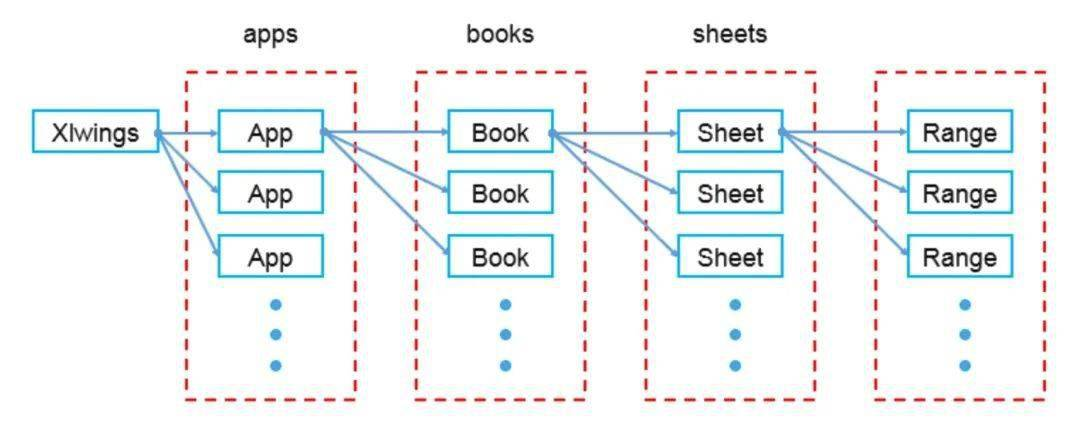 apps books sheets
Xlwings App Book Sheet Range
App Book Sheet Range
App Book Sheet Range